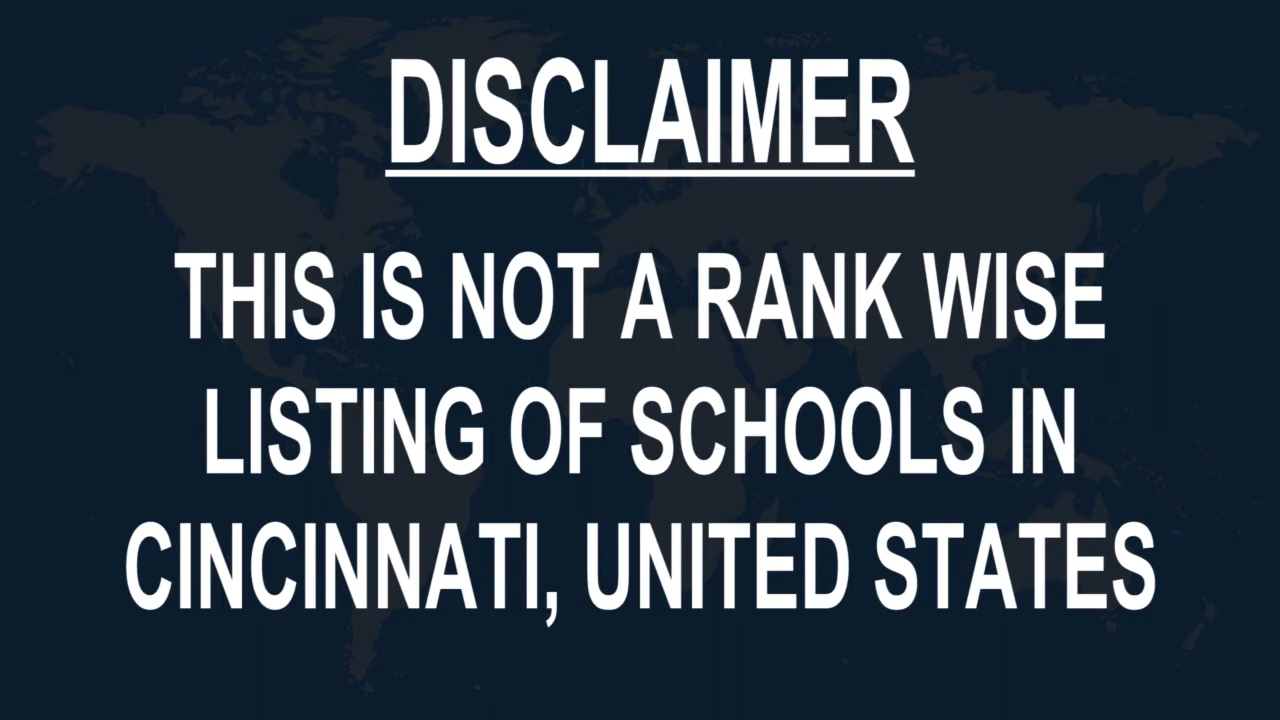 DISCLAIMER
THIS IS NOT A RANK WISE
LISTING OF SCHOOLS IN
CINCINNATI, UNITED STATES